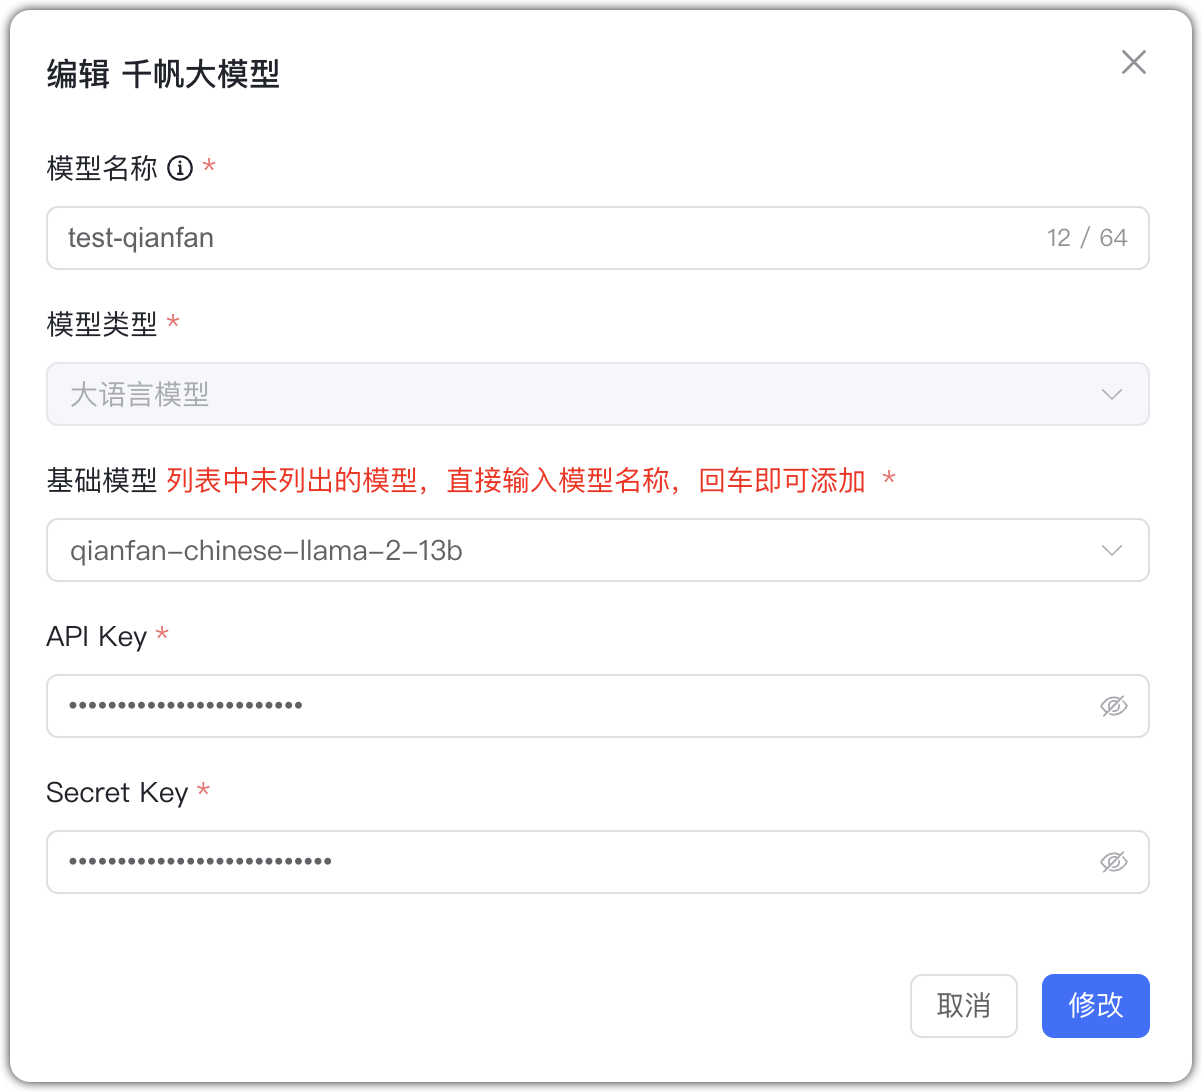 编辑 千帆大模型
模型名称 *
test-qianfan 12 / 64
模型类型 *
大语言模型
基础模型 列表中未列出的模型，直接输入模型名称，回车即可添加 *
qianfan-chinese-llama-2-13b
API Key *
••••••••••••••••••••••••
Secret Key *
•••••••••••••••••••••••••••
取消 修改